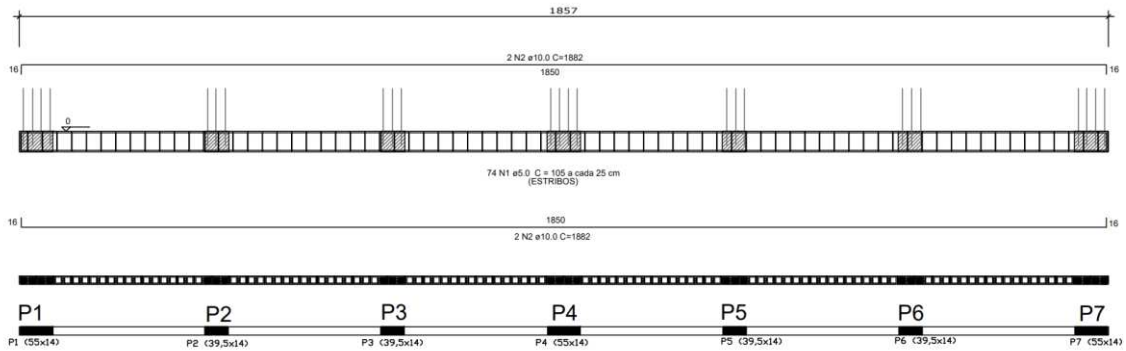 1857
2 N2 ø10.0 C=1882
16 1850 16
0
74 N1 ø5.0 C = 105 a cada 25 cm
(ESTRIBOS)
16 1850 16
2 N2 ø10.0 C=1882
P1 P2 P3 P4 P5 P6 P7
P1 (55x14) P2 (39,5x14) P3 (39,5x14) P4 (55x14) P5 (39,5x14) P6 (39,5x14) P7 (55x14)